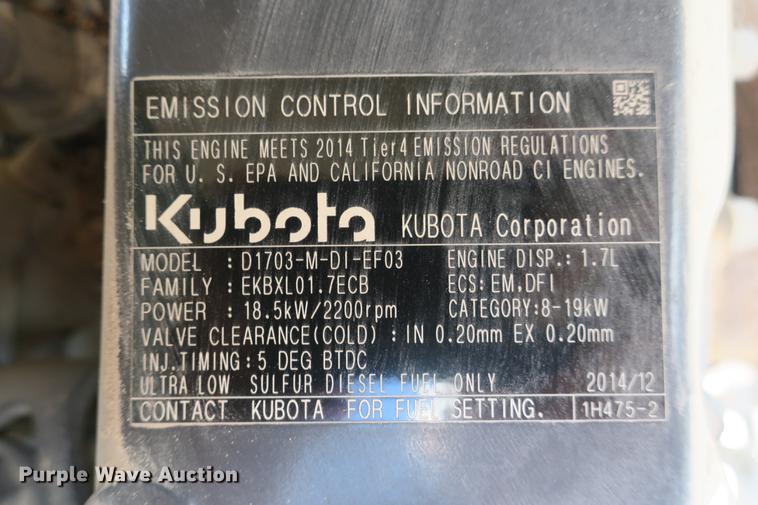 EMISSION CONTROL INFORMATION
THIS ENGINE MEETS 2014 Tier4 EMISSION REGULATIONS
FOR U. S. EPA AND CALIFORNIA NONROAD CI ENGINES.
Kubota KUBOTA Corporation
MODEL : D1703-M-DI-EF03 ENGINE DISP.: 1.7L
FAMILY : EKBXL01.7ECB ECS: EM.DFI
POWER : 18.5kW/2200rpm CATEGORY:8-19kW
VALVE CLEARANCE(COLD) : IN 0.20mm EX 0.20mm
INJ.TIMING:5 DEG BTDC
ULTRA LOW SULFUR DIESEL FUEL ONLY 2014/12
CONTACT KUBOTA FOR FUEL SETTING. 1H475-2
Purple Wave Auction